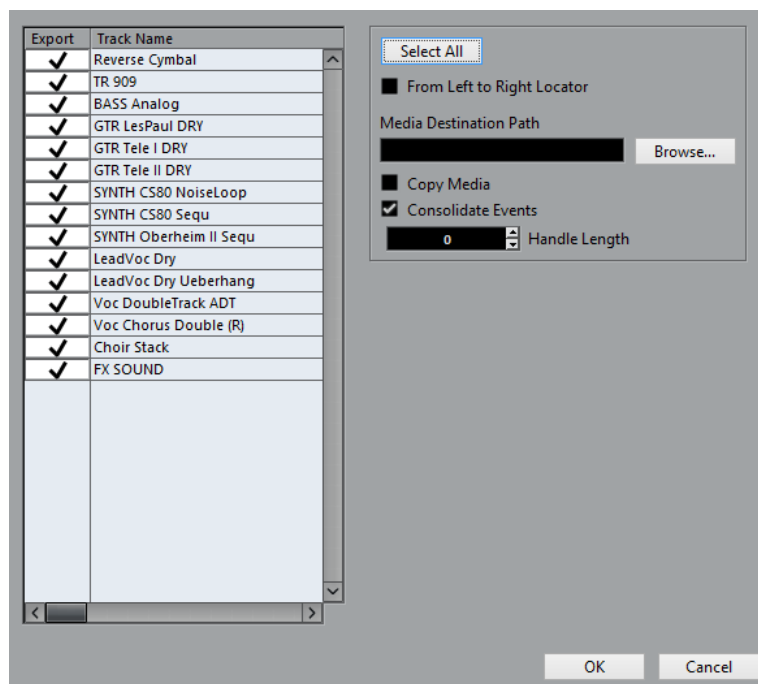 Export Track Name
Reverse Cymbal
TR 909
BASS Analog
GTR LesPaul DRY
GTR Tele I DRY
GTR Tele II DRY
SYNTH CS80 NoiseLoop
SYNTH CS80 Sequ
SYNTH Oberheim II Sequ
LeadVoc Dry
LeadVoc Dry Ueberhang
Voc DoubleTrack ADT
Voc Chorus Double (R)
Choir Stack
FX SOUND
Select All
From Left to Right Locator
Media Destination Path
Browse...
Copy Media
Consolidate Events
0 Handle Length
OK Cancel